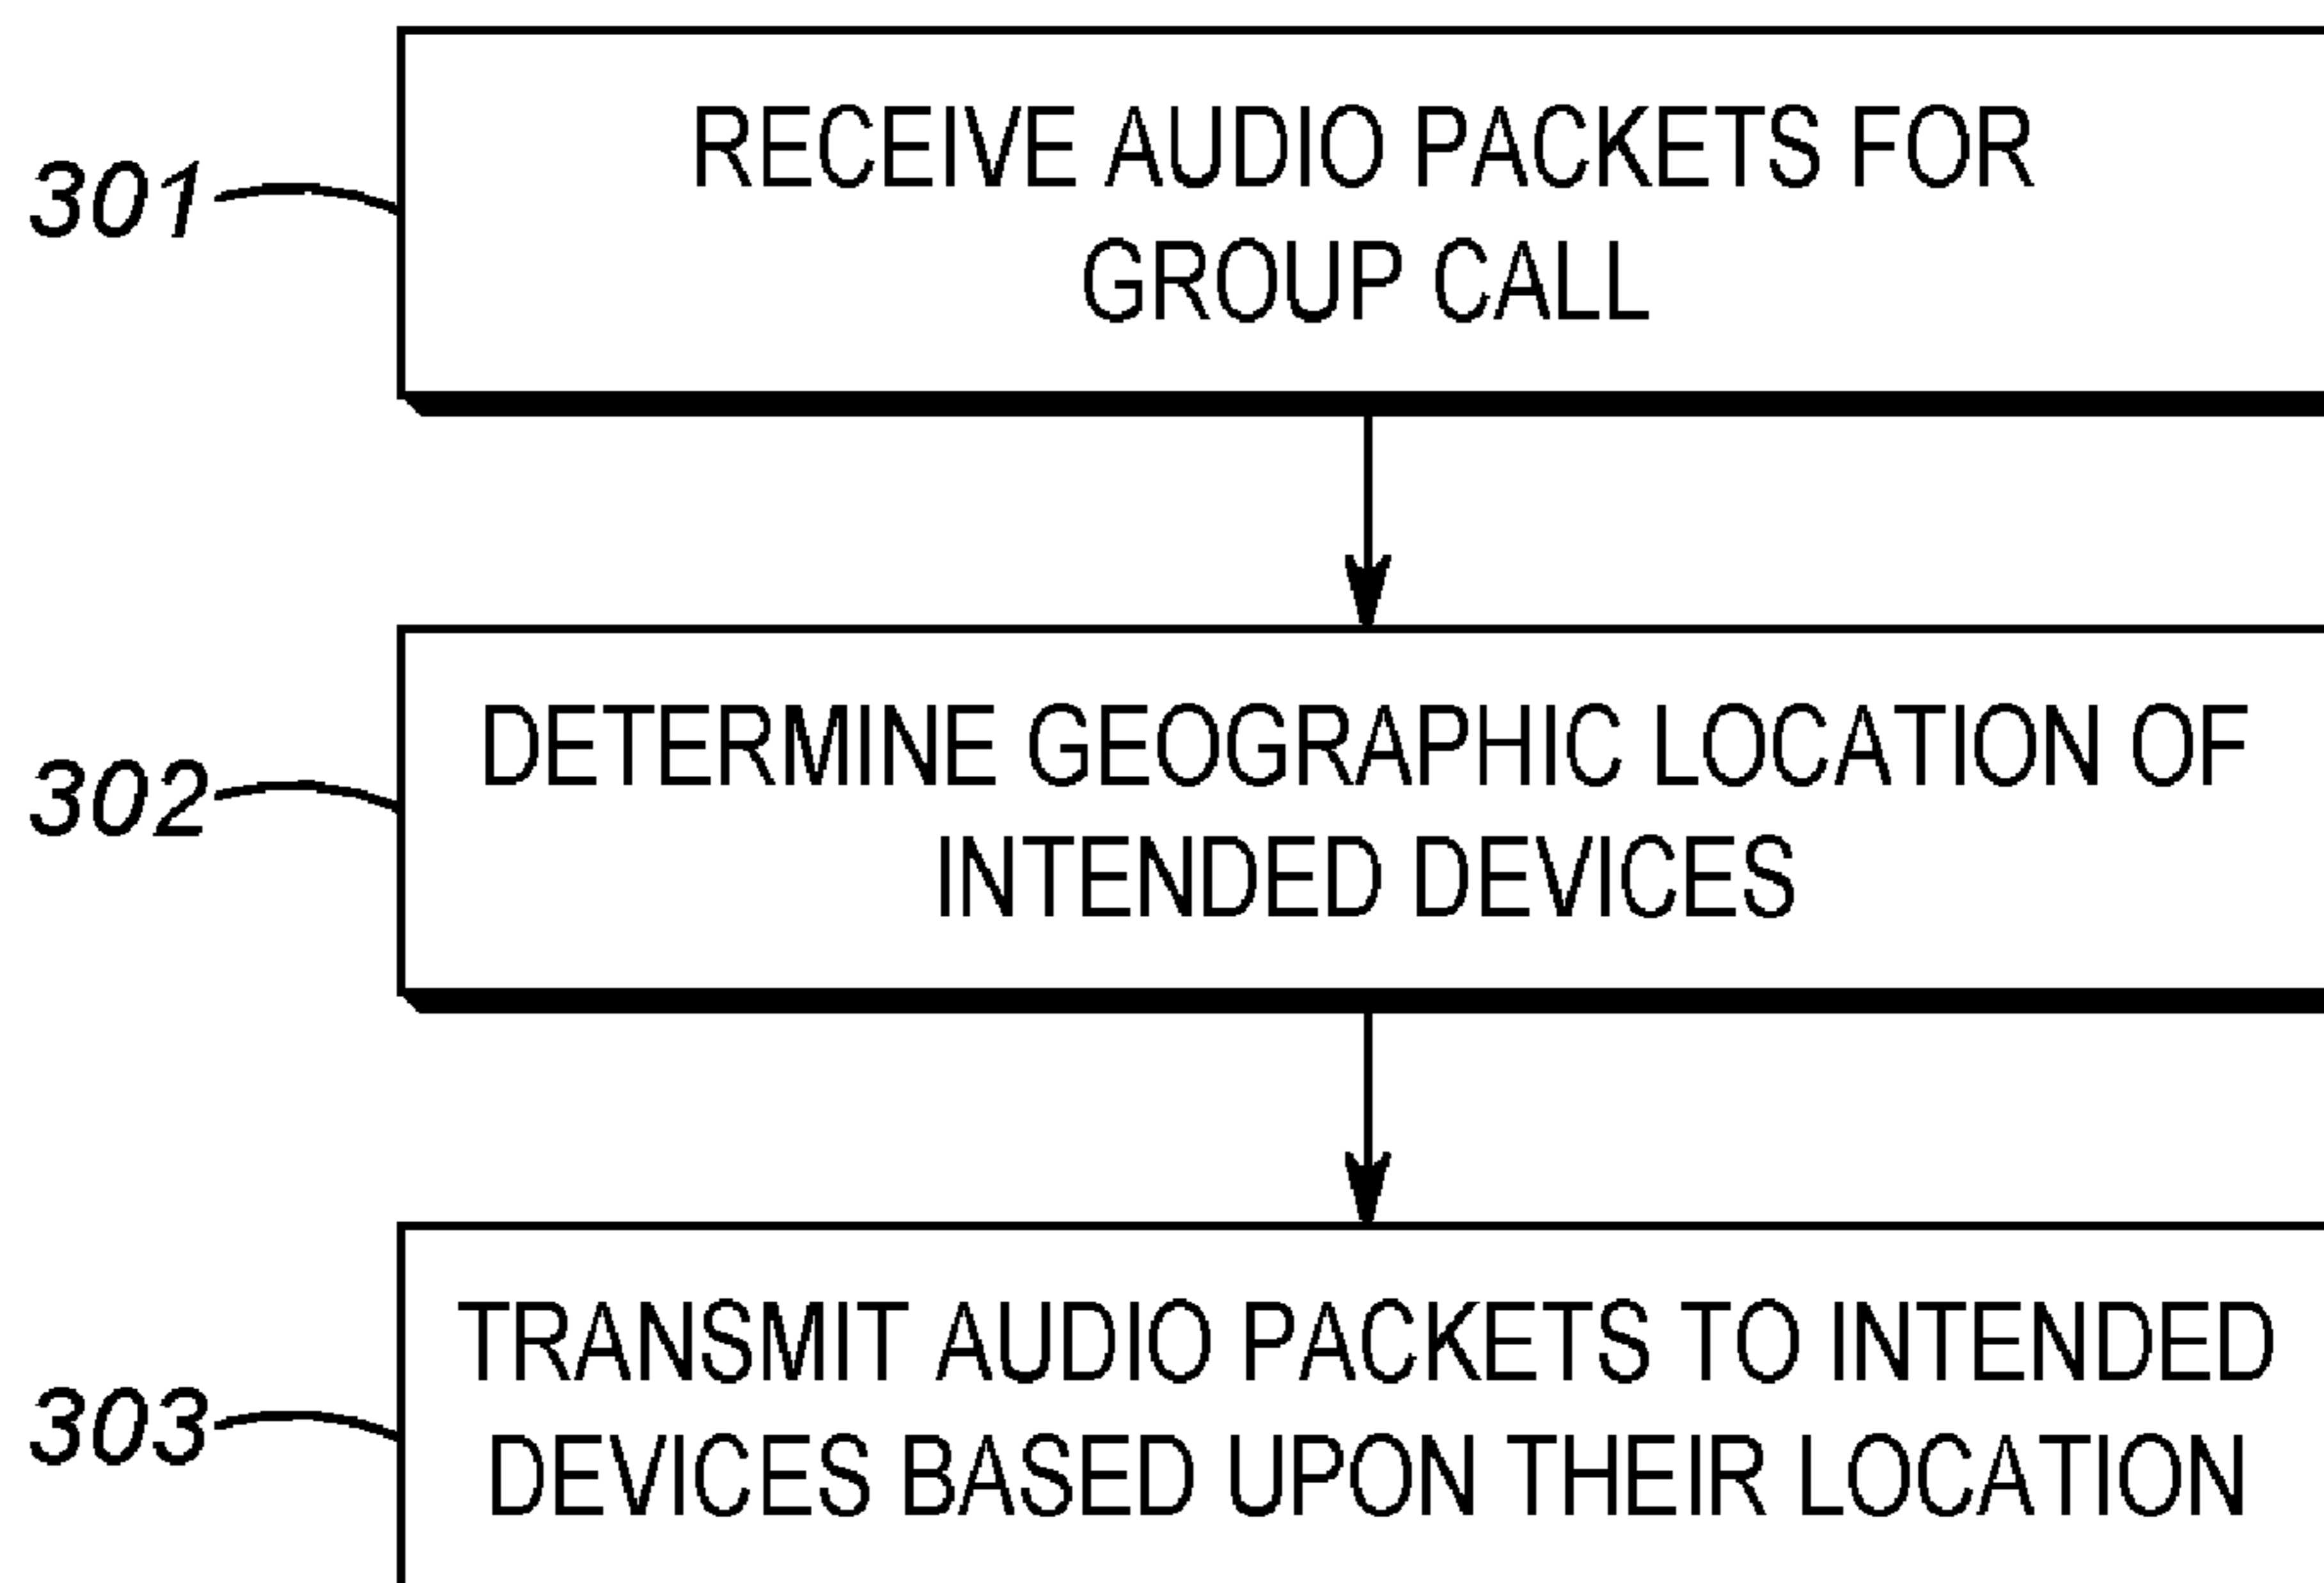 301
RECEIVE AUDIO PACKETS FOR
GROUP CALL
302
DETERMINE GEOGRAPHIC LOCATION OF
INTENDED DEVICES
303
TRANSMIT AUDIO PACKETS TO INTENDED
DEVICES BASED UPON THEIR LOCATION